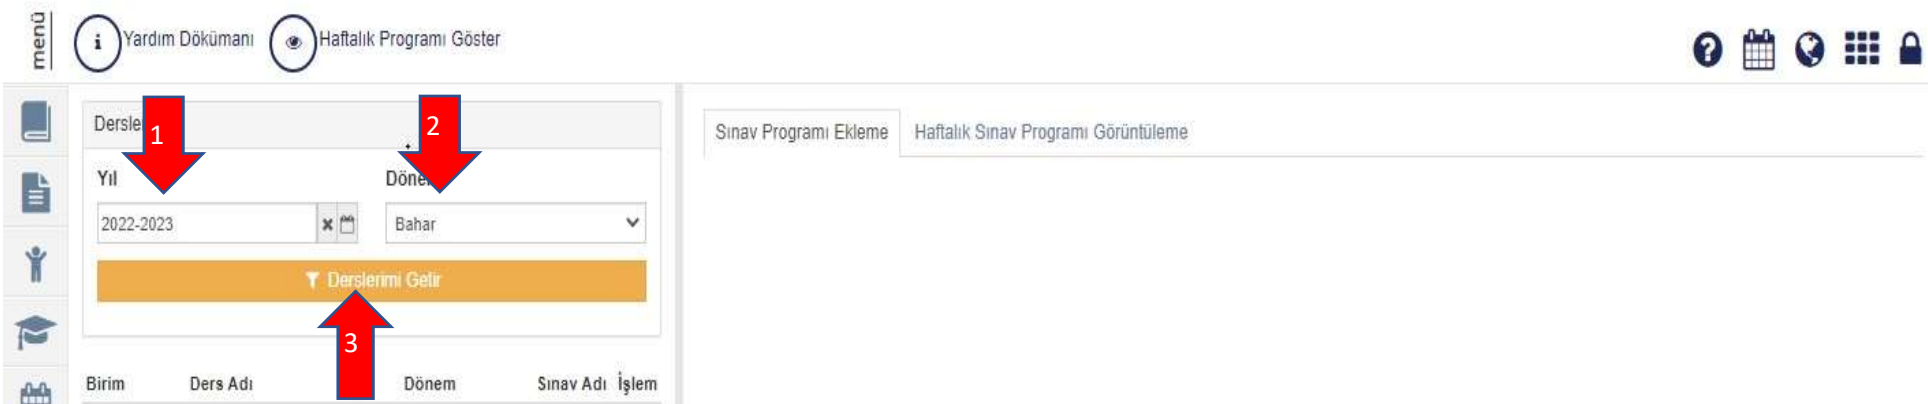 menü
i Yardım Dökümanı Haftalık Programı Göster
Dersle
1
2
Yıl
Döne
2022-2023
Bahar
Derslerimi Getir
3
Birim Ders Adı Dönem Sınav Adı İşlem
Sınav Programı Ekleme Haftalık Sınav Programı Görüntüleme